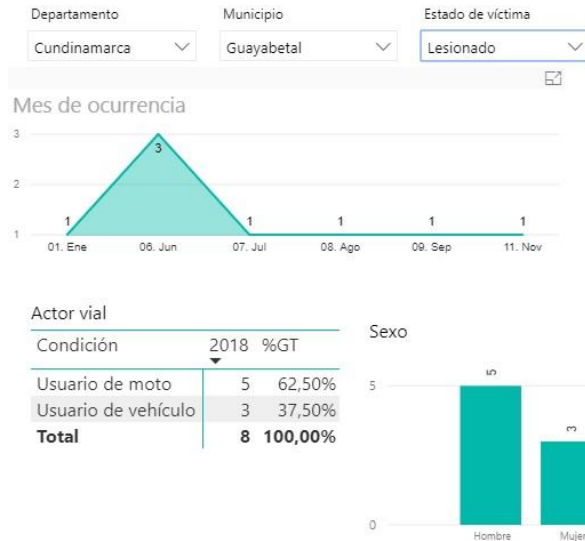 Departamento Municipio Estado de víctima
Cundinamarca Guayabetal Lesionado
Mes de ocurrencia
3
3
2
1 1 1 1 1 1
01. Ene 06. Jun 07. Jul 08. Ago 09. Sep 11. Nov
Actor vial
Condición 2018 %GT
Usuario de moto 5 62,50%
Usuario de vehículo 3 37,50%
Total 8 100,00%
Sexo
5
5
3
0
Hombre Mujer